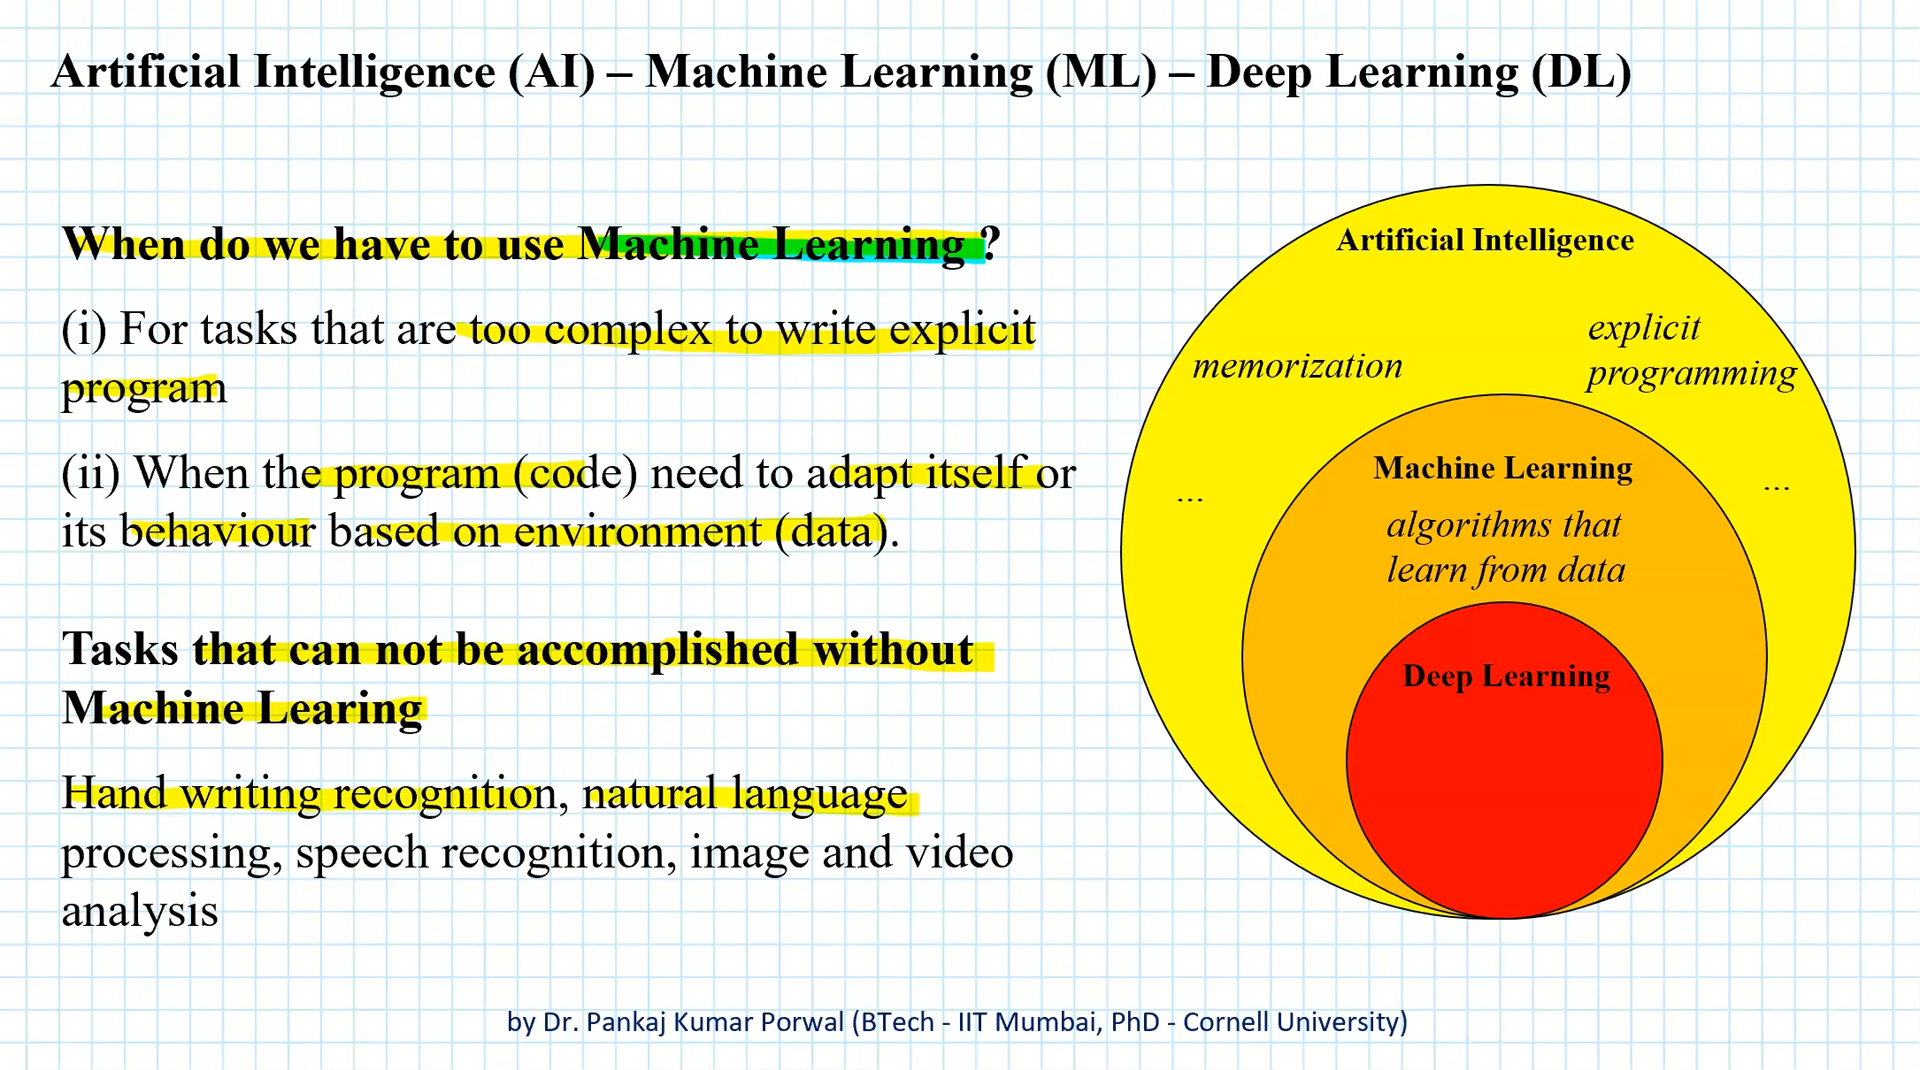 Artificial Intelligence (AI) – Machine Learning (ML) – Deep Learning (DL)
When do we have to use Machine Learning ?
(i) For tasks that are too complex to write explicit
program
(ii) When the program (code) need to adapt itself or
its behaviour based on environment (data).
Tasks that can not be accomplished without
Machine Learing
Hand writing recognition, natural language
processing, speech recognition, image and video
analysis
Artificial Intelligence
memorization
explicit
programming
...
...
Machine Learning
algorithms that
learn from data
Deep Learning
by Dr. Pankaj Kumar Porwal (BTech - IIT Mumbai, PhD - Cornell University)